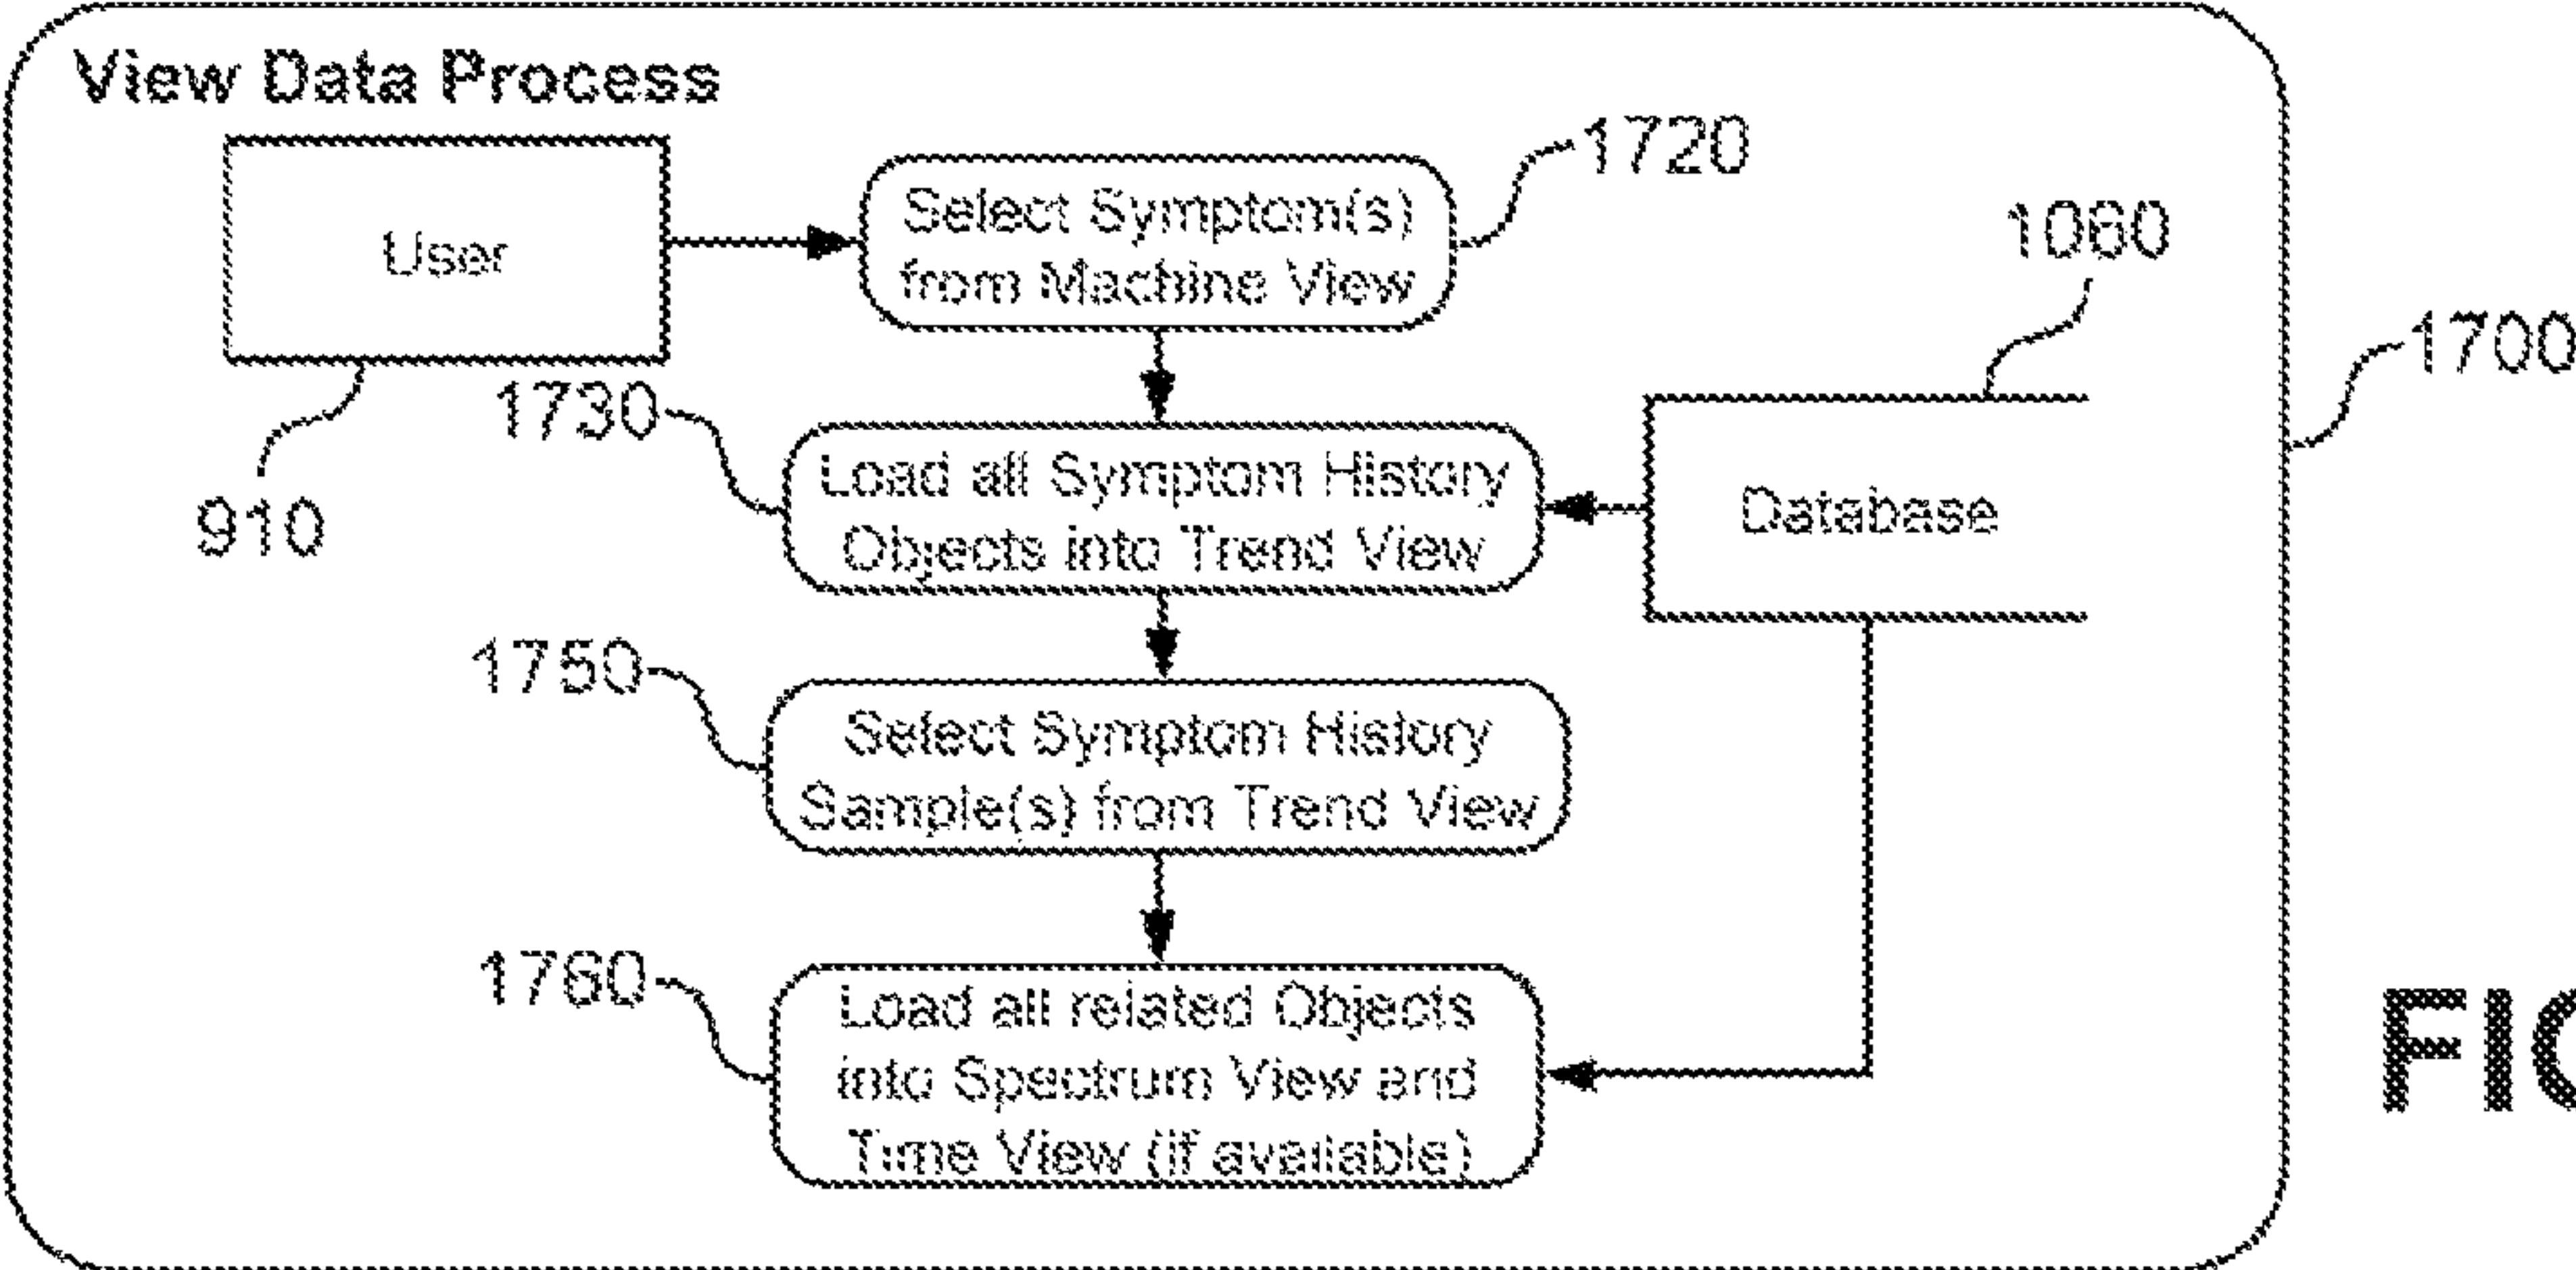 View Data Process
User
910
Select Symptom(s)
from Machine View
1720
1060
1700
1730
Load all Symptom History
Objects into Trend View
Database
1750
Select Symptom History
Sample(s) from Trend View
1760
Load all related Objects
into Spectrum View and
Time View (if available)